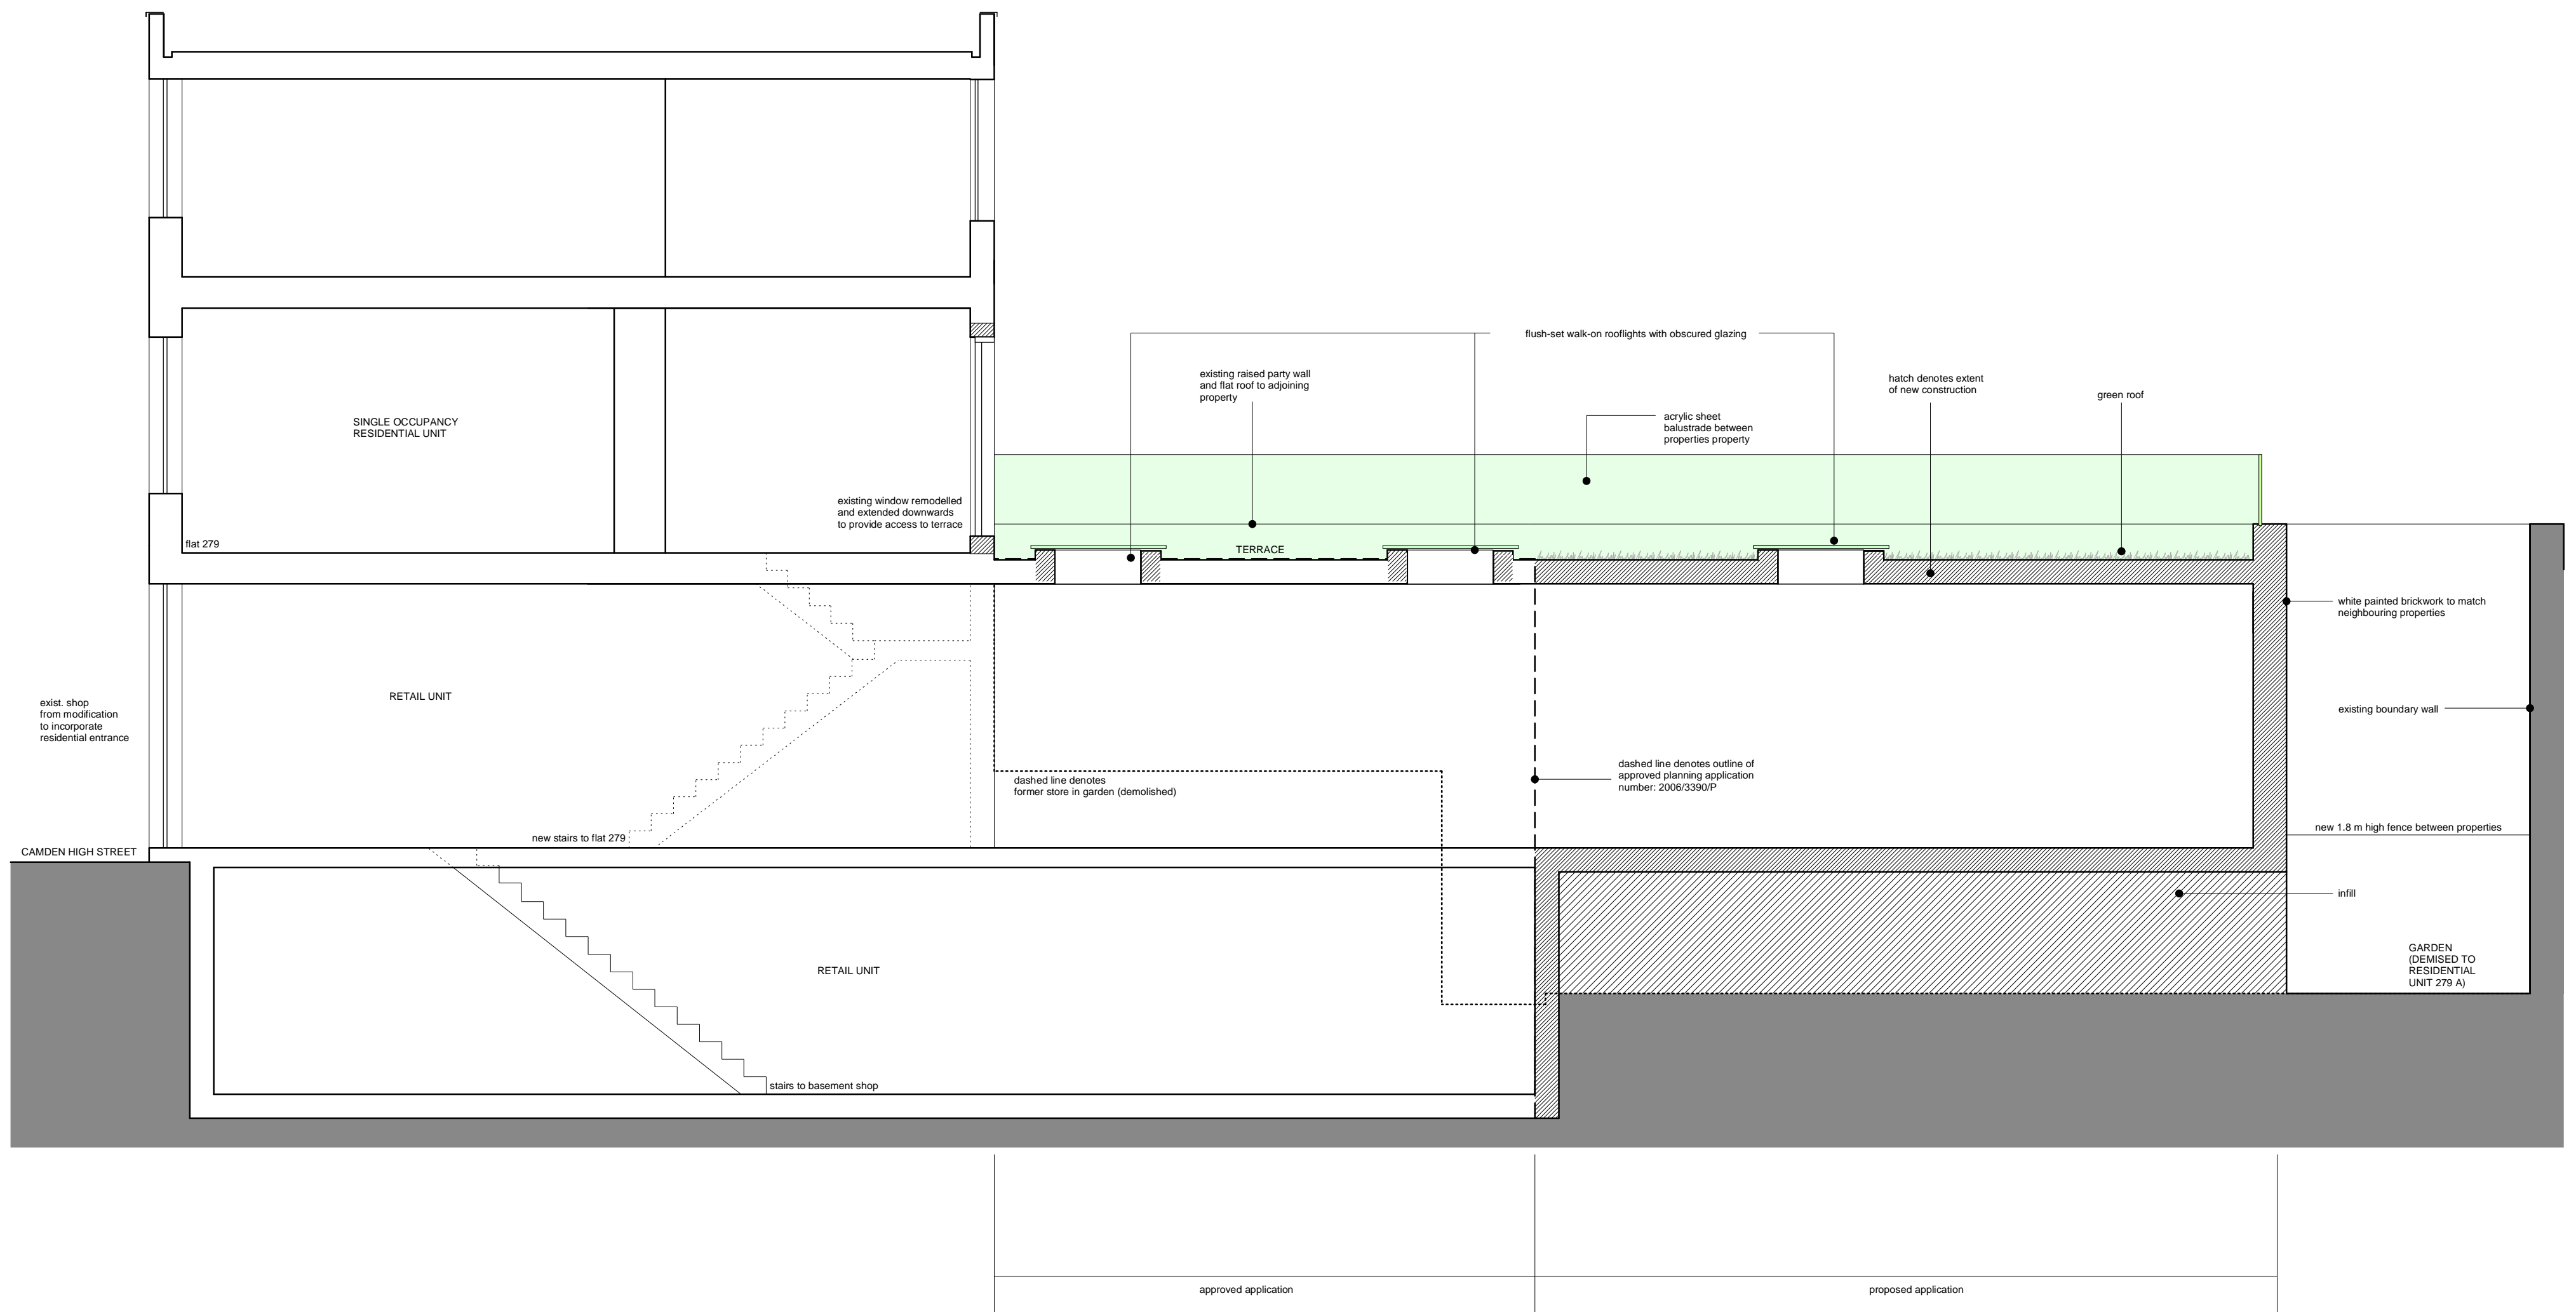 flush-set walk-on rooflights with obscured glazing
existing raised party wall
and flat roof to adjoining
property
hatch denotes extent
of new construction
green roof
acrylic sheet
balustrade between
properties property
SINGLE OCCUPANCY
RESIDENTIAL UNIT
existing window remodelled
and extended downwards
to provide access to terrace
flat 279
TERRACE
white painted brickwork to match
neighbouring properties
RETAIL UNIT
exist. shop
from modification
to incorporate
residential entrance
existing boundary wall
dashed line denotes
former store in garden (demolished)
dashed line denotes outline of
approved planning application
number: 2006/3390/P
new stairs to flat 279
new 1.8 m high fence between properties
CAMDEN HIGH STREET
infill
RETAIL UNIT
GARDEN
(DEMISED TO
RESIDENTIAL
UNIT 279 A)
stairs to basement shop
approved application
proposed application